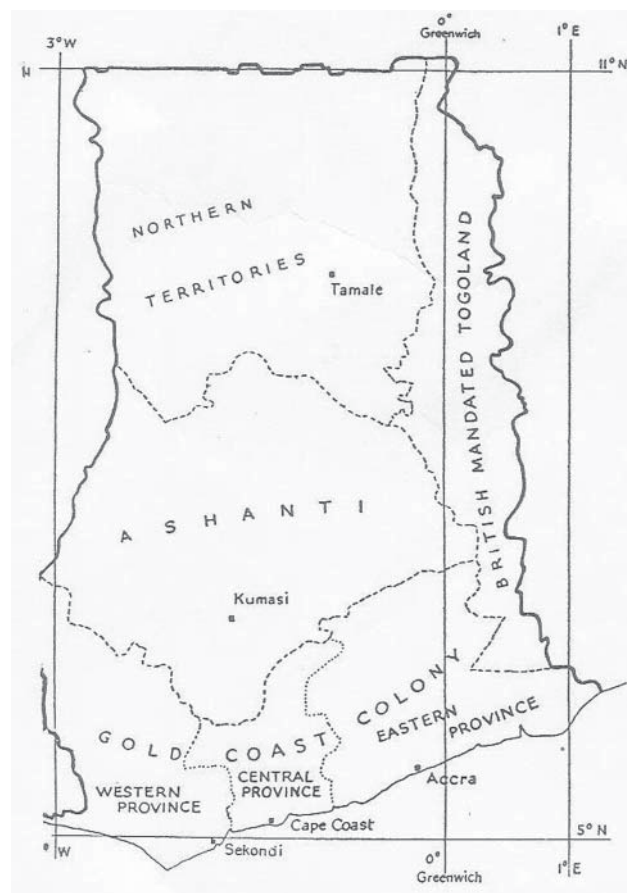 0°
Greenwich
3°W
1°E
N
11°N
NORTHERN
TERRITORIES
Tamale
BRITISH MANDATED TOGOLAND
ASHANTI
Kumasi
GOLD COAST COLONY
EASTERN
PROVINCE
WESTERN
PROVINCE
CENTRAL
PROVINCE
Accra
Cape Coast
Sekondi
5°N
° W
0°
Greenwich
1°E